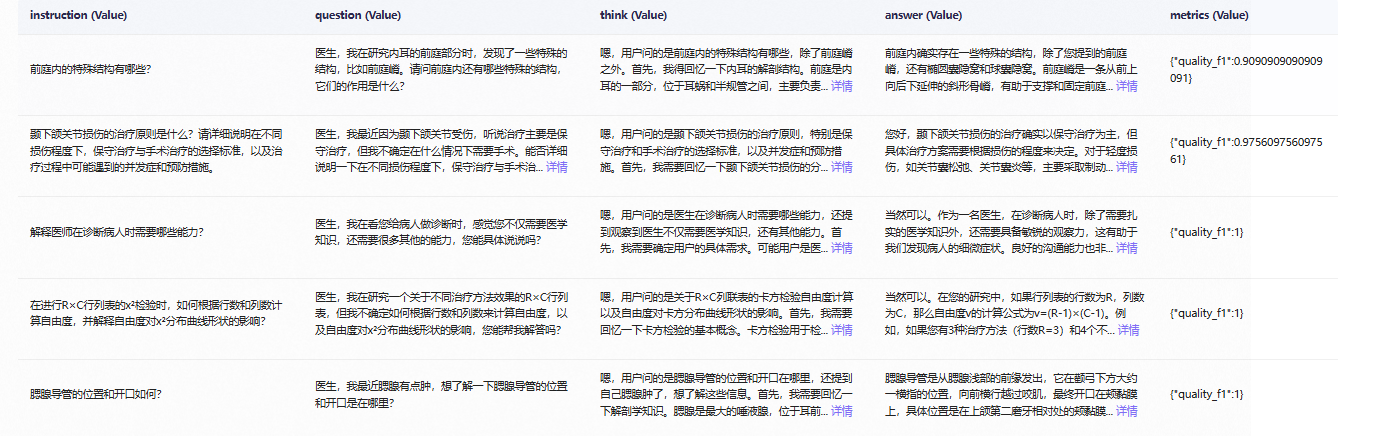 instruction (Value) question (Value) think (Value) answer (Value) metrics (Value)
前庭内的特殊结构有哪些？
医生，我在研究内耳的前庭部分时，发现了一些特殊的
结构，比如前庭嵴。请问前庭内还有哪些特殊的结构，
它们的作用是什么？
嗯，用户问的是前庭内的特殊结构有哪些，除了前庭嵴
之外。首先，我得回忆一下内耳的解剖结构。前庭是内
耳的一部分，位于耳蜗和半规管之间，主要负责... 详情
前庭内确实存在一些特殊的结构，除了您提到的前庭
嵴，还有椭圆囊隐窝和球囊隐窝。前庭嵴是一条从前上
向后下延伸的斜形骨嵴，有助于支撑和固定前庭... 详情
{"quality_f1":0.9090909090909
091}
颞下颌关节损伤的治疗原则是什么？请详细说明在不同
损伤程度下，保守治疗与手术治疗的选择标准，以及治
疗过程中可能遇到的并发症和预防措施。
医生，我最近因为颞下颌关节受伤，听说治疗主要是保
守治疗，但我不确定在什么情况下需要手术。能否详细
说明一下在不同损伤程度下，保守治疗与手术治... 详情
嗯，用户问的是颞下颌关节损伤的治疗原则，特别是保
守治疗和手术治疗的选择标准，以及并发症和预防措
施。首先，我需要回忆一下颞下颌关节损伤的分... 详情
您好，颞下颌关节损伤的治疗确实以保守治疗为主，但
具体治疗方案需要根据损伤的程度来决定。对于轻度损
伤，如关节囊松弛、关节囊炎等，主要采取制动... 详情
{"quality_f1":0.9756097560975
61}
解释医师在诊断病人时需要哪些能力？
医生，我在看您给病人做诊断时，感觉您不仅需要医学
知识，还需要很多其他的能力，您能具体说说吗？
嗯，用户问的是医生在诊断病人时需要哪些能力，还提
到观察到医生不仅需要医学知识，还有其他能力。首
先，我需要确定用户的具体需求。可能用户是医... 详情
当然可以。作为一名医生，在诊断病人时，除了需要扎
实的医学知识外，还需要具备敏锐的观察力，这有助于
我们发现病人的细微症状。良好的沟通能力也非... 详情
{"quality_f1":1}
在进行R×C行列表的x²检验时，如何根据行数和列数计
算自由度，并解释自由度对x²分布曲线形状的影响？
医生，我在研究一个关于不同治疗方法效果的R×C行列
表，但我不确定如何根据行数和列数来计算自由度，以
及自由度对x²分布曲线形状的影响，您能帮我解答吗？
嗯，用户问的是关于R×C列联表的卡方检验自由度计算
以及自由度对卡方分布曲线形状的影响。首先，我需要
回忆一下卡方检验的基本概念。卡方检验用于检... 详情
当然可以。在您的研究中，如果行列表的行数为R，列数
为C，那么自由度v的计算公式为v=(R-1)×(C-1)。例
如，如果您有3种治疗方法（行数R=3）和4个不... 详情
{"quality_f1":1}
腮腺导管的位置和开口如何？
医生，我最近腮腺有点肿，想了解一下腮腺导管的位置
和开口是在哪里？
嗯，用户问的是腮腺导管的位置和开口在哪里，还提到
自己腮腺肿了，想了解这些信息。首先，我需要回忆一
下解剖学知识。腮腺是最大的唾液腺，位于耳前... 详情
腮腺导管是从腮腺浅部的前缘发出，它在颧弓下方大约
一横指的位置，向前横行越过咬肌，最终开口在颊黏膜
上，具体位置是在上颌第二磨牙相对处的颊黏膜... 详情
{"quality_f1":1}